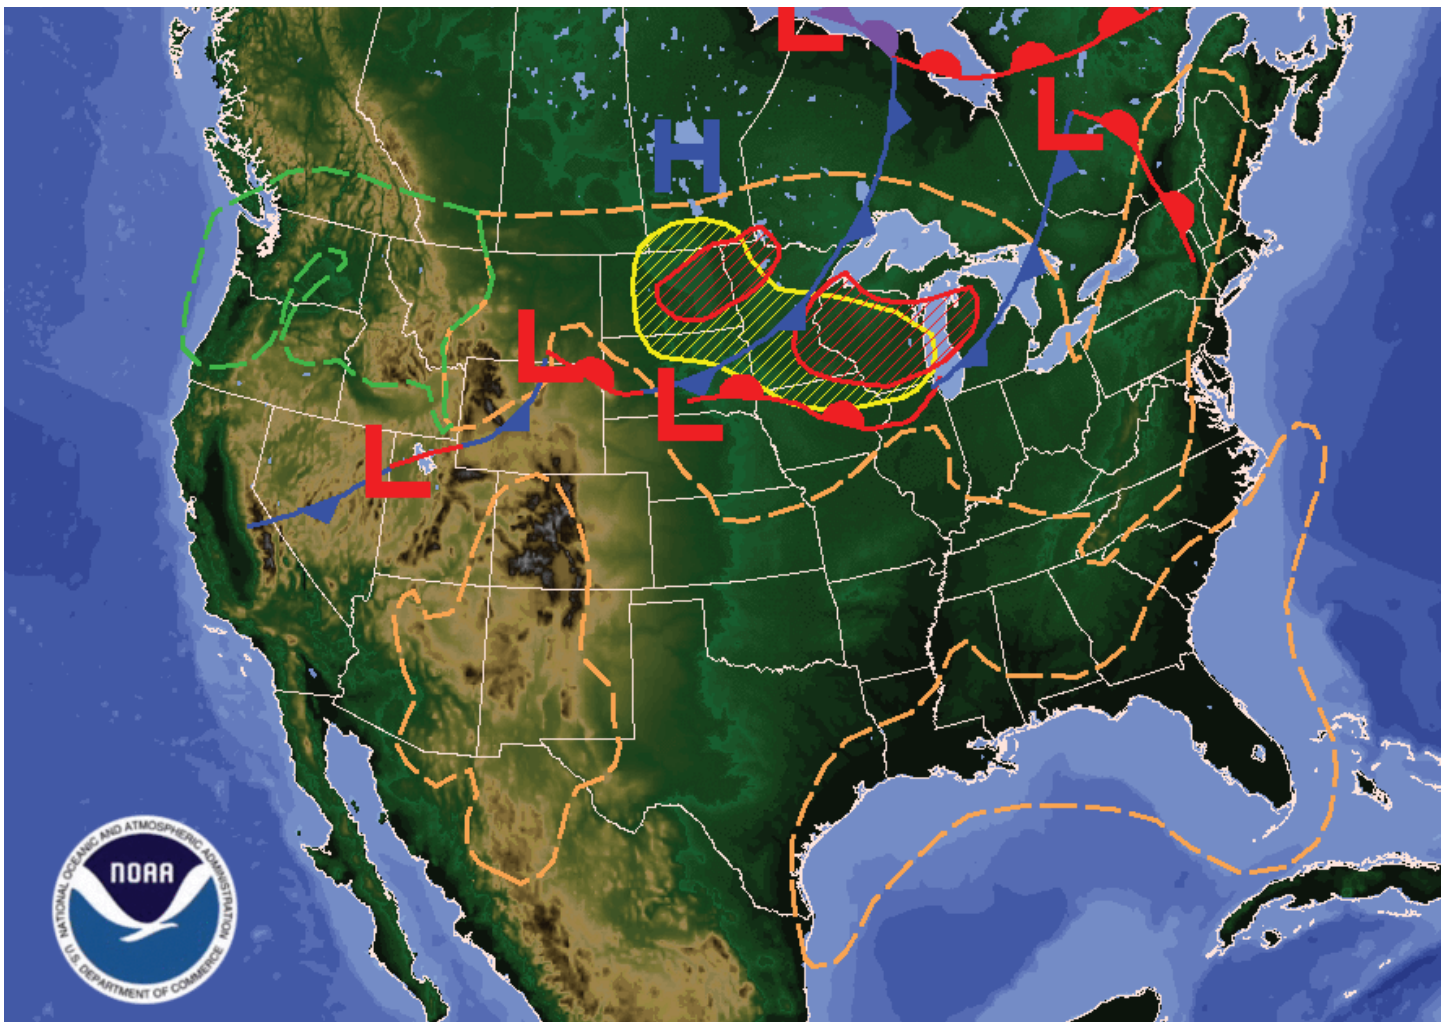 L
L
H
L
L
L
NATIONAL OCEANIC AND ATMOSPHERIC ADMINISTRATION
NOAA
U.S. DEPARTMENT OF COMMERCE